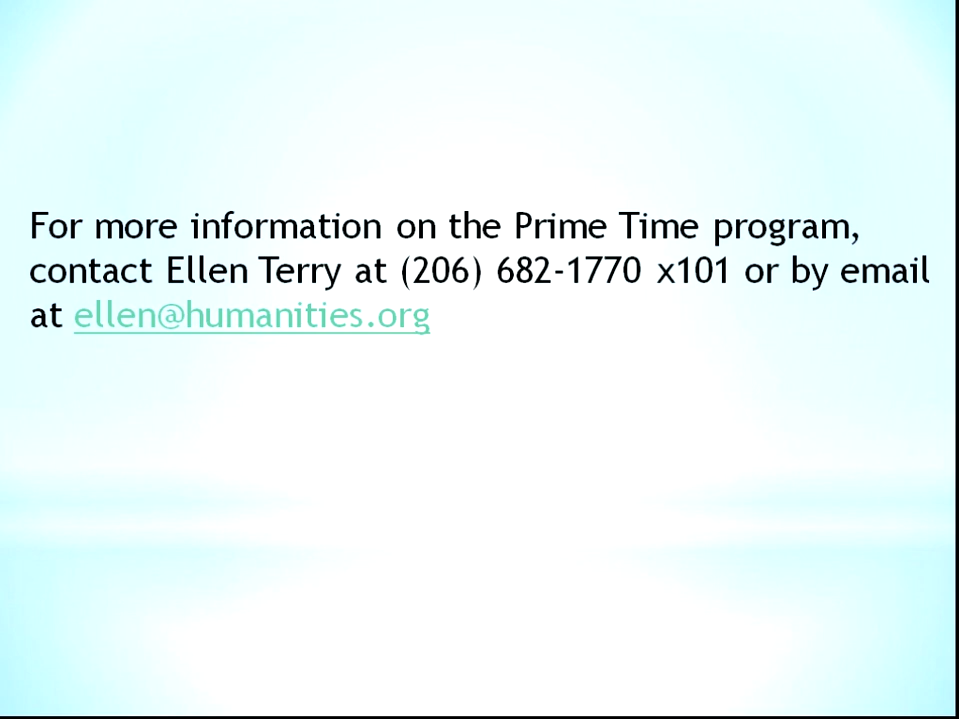 For more information on the Prime Time program,
contact Ellen Terry at (206) 682-1770 x101 or by email
at ellen@humanities.org